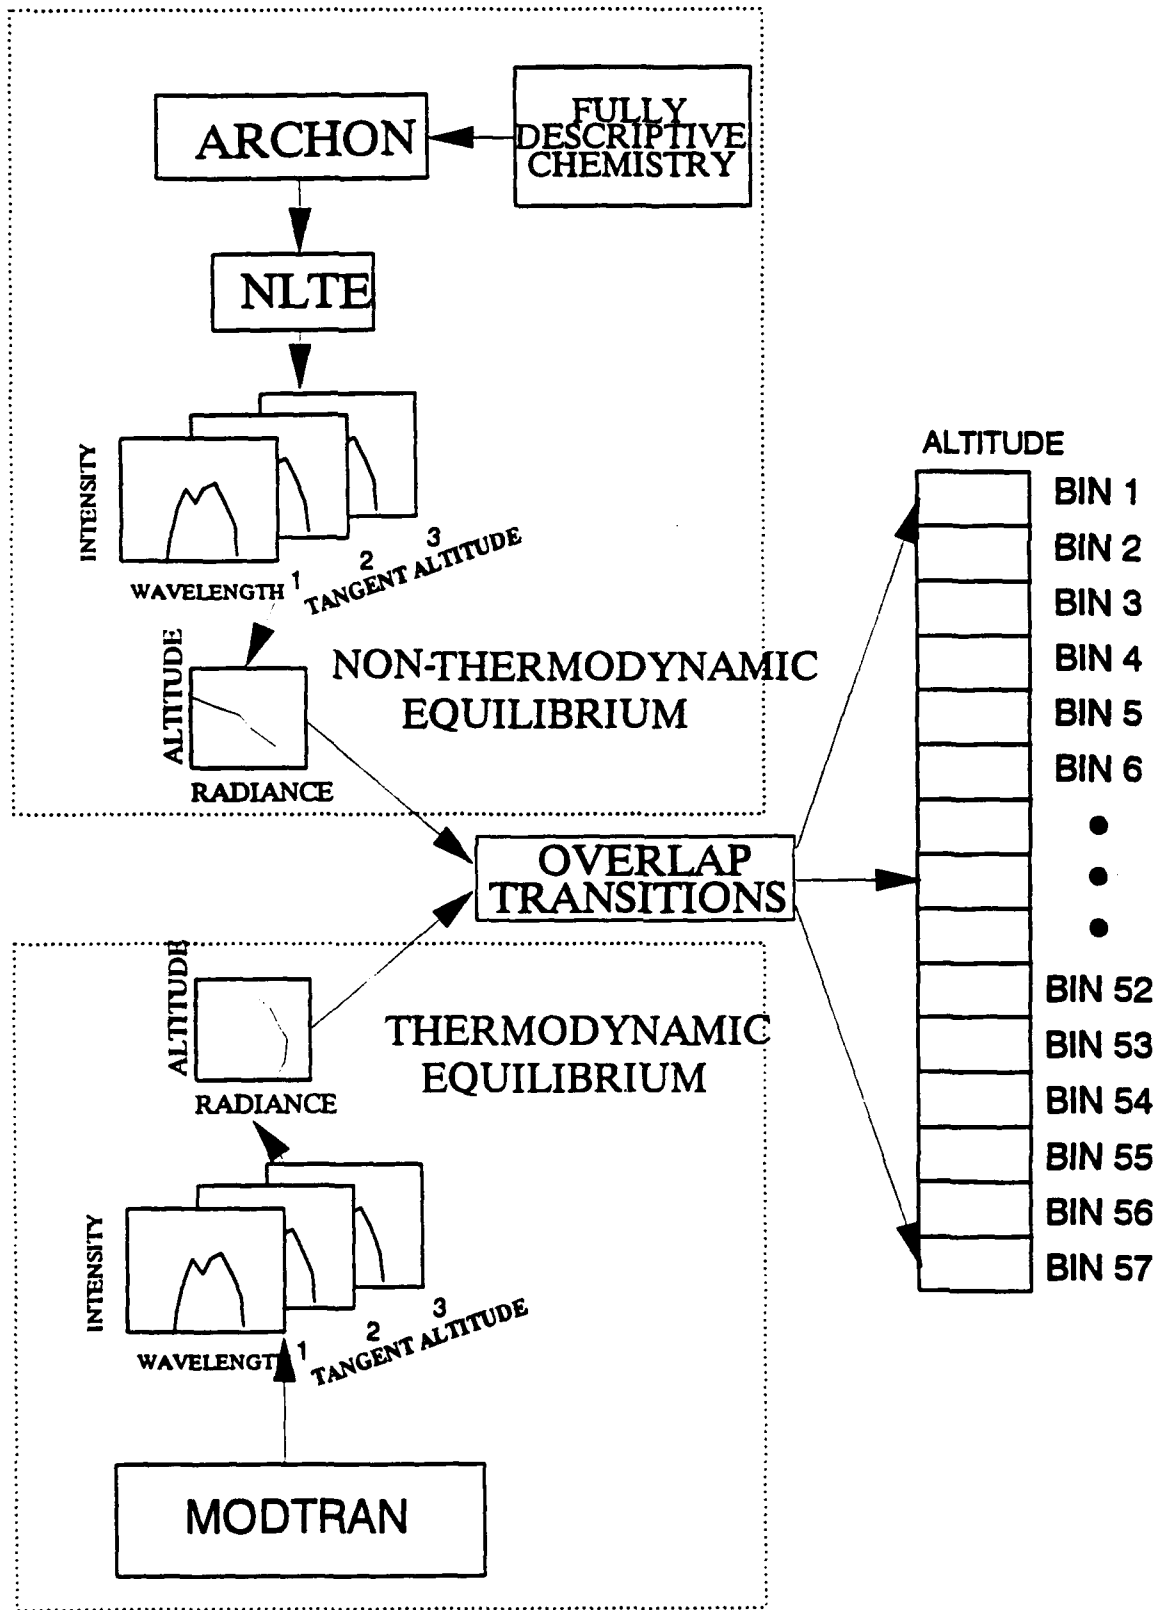 FULLY
DESCRIPTIVE
CHEMISTRY
ARCHON
NLTE
INTENSITY
WAVELENGTH
1
2
3
TANGENT ALTITUDE
ALTITUDE
RADIANCE
NON-THERMODYNAMIC
EQUILIBRIUM
OVERLAP
TRANSITIONS
ALTITUDE
RADIANCE
THERMODYNAMIC
EQUILIBRIUM
INTENSITY
WAVELENGTH
1
2
3
TANGENT ALTITUDE
MODTRAN
ALTITUDE
BIN 1
BIN 2
BIN 3
BIN 4
BIN 5
BIN 6
BIN 52
BIN 53
BIN 54
BIN 55
BIN 56
BIN 57